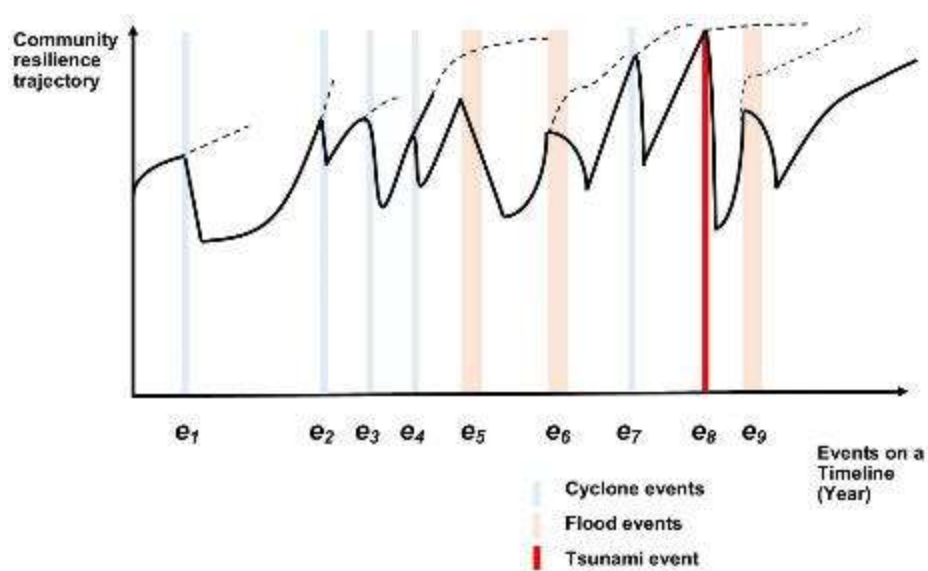 Community
resilience
trajectory
e1 e2 e3 e4 e5 e6 e7 e8 e9
Events on a
Timeline
(Year)
Cyclone events
Flood events
Tsunami event